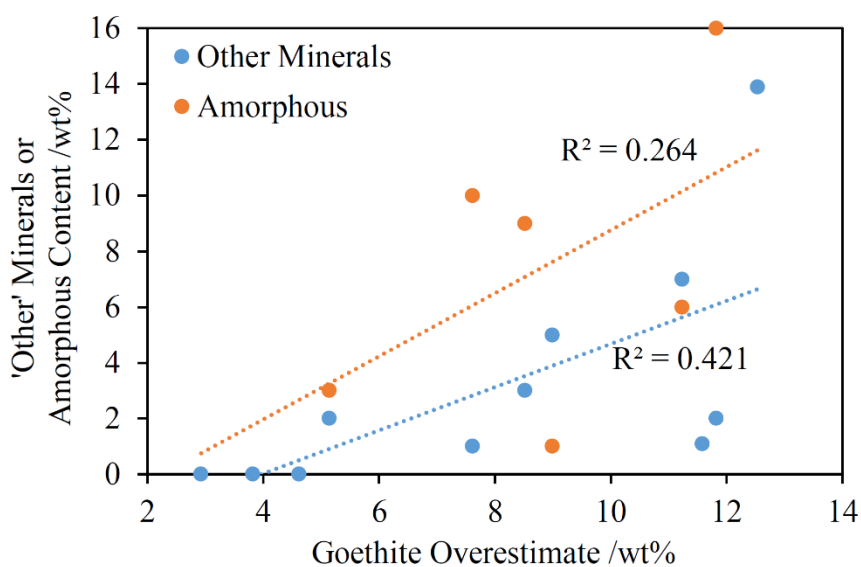 16
14
12
10
8
6
4
2
0
'Other' Minerals or
Amorphous Content /wt%
Other Minerals
Amorphous
R² = 0.264
R² = 0.421
2
4
6
8
10
12
14
Goethite Overestimate /wt%